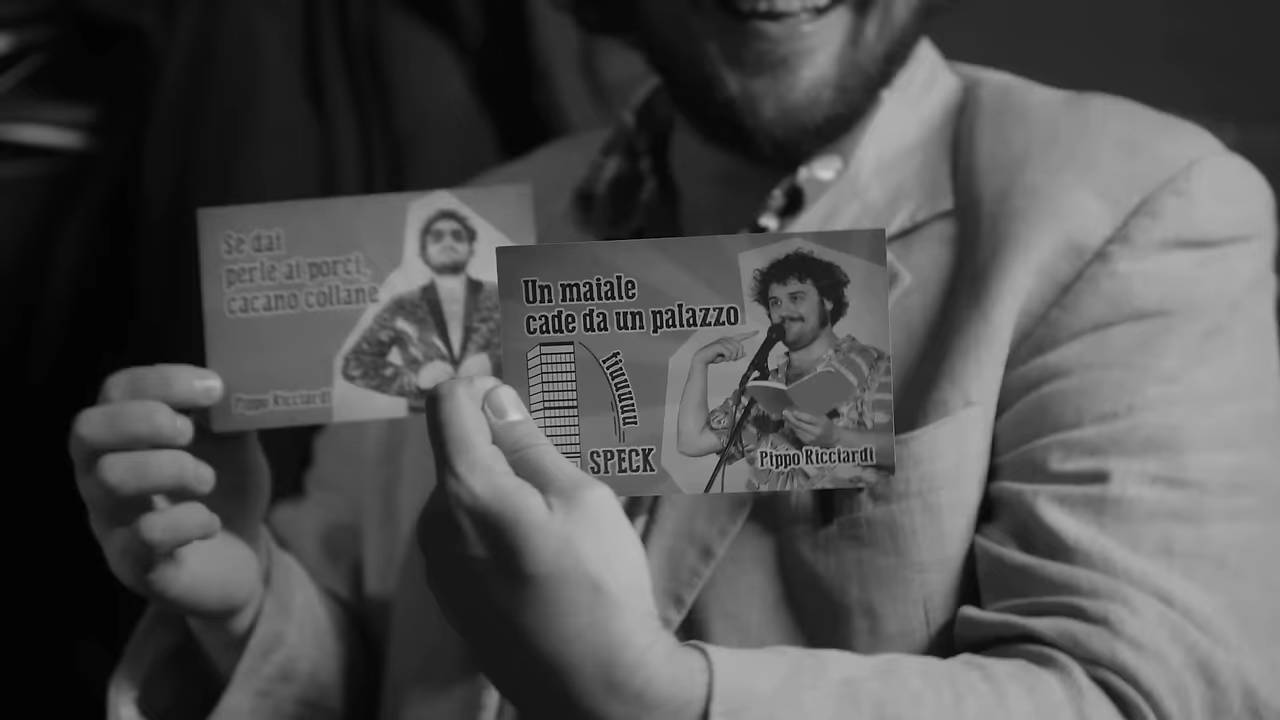 Se dai
perle ai porci,
cacano collane
Pippo Ricciardi
Un maiale
cade da un palazzo
fiuuuuu
SPECK
Pippo Ricciardi